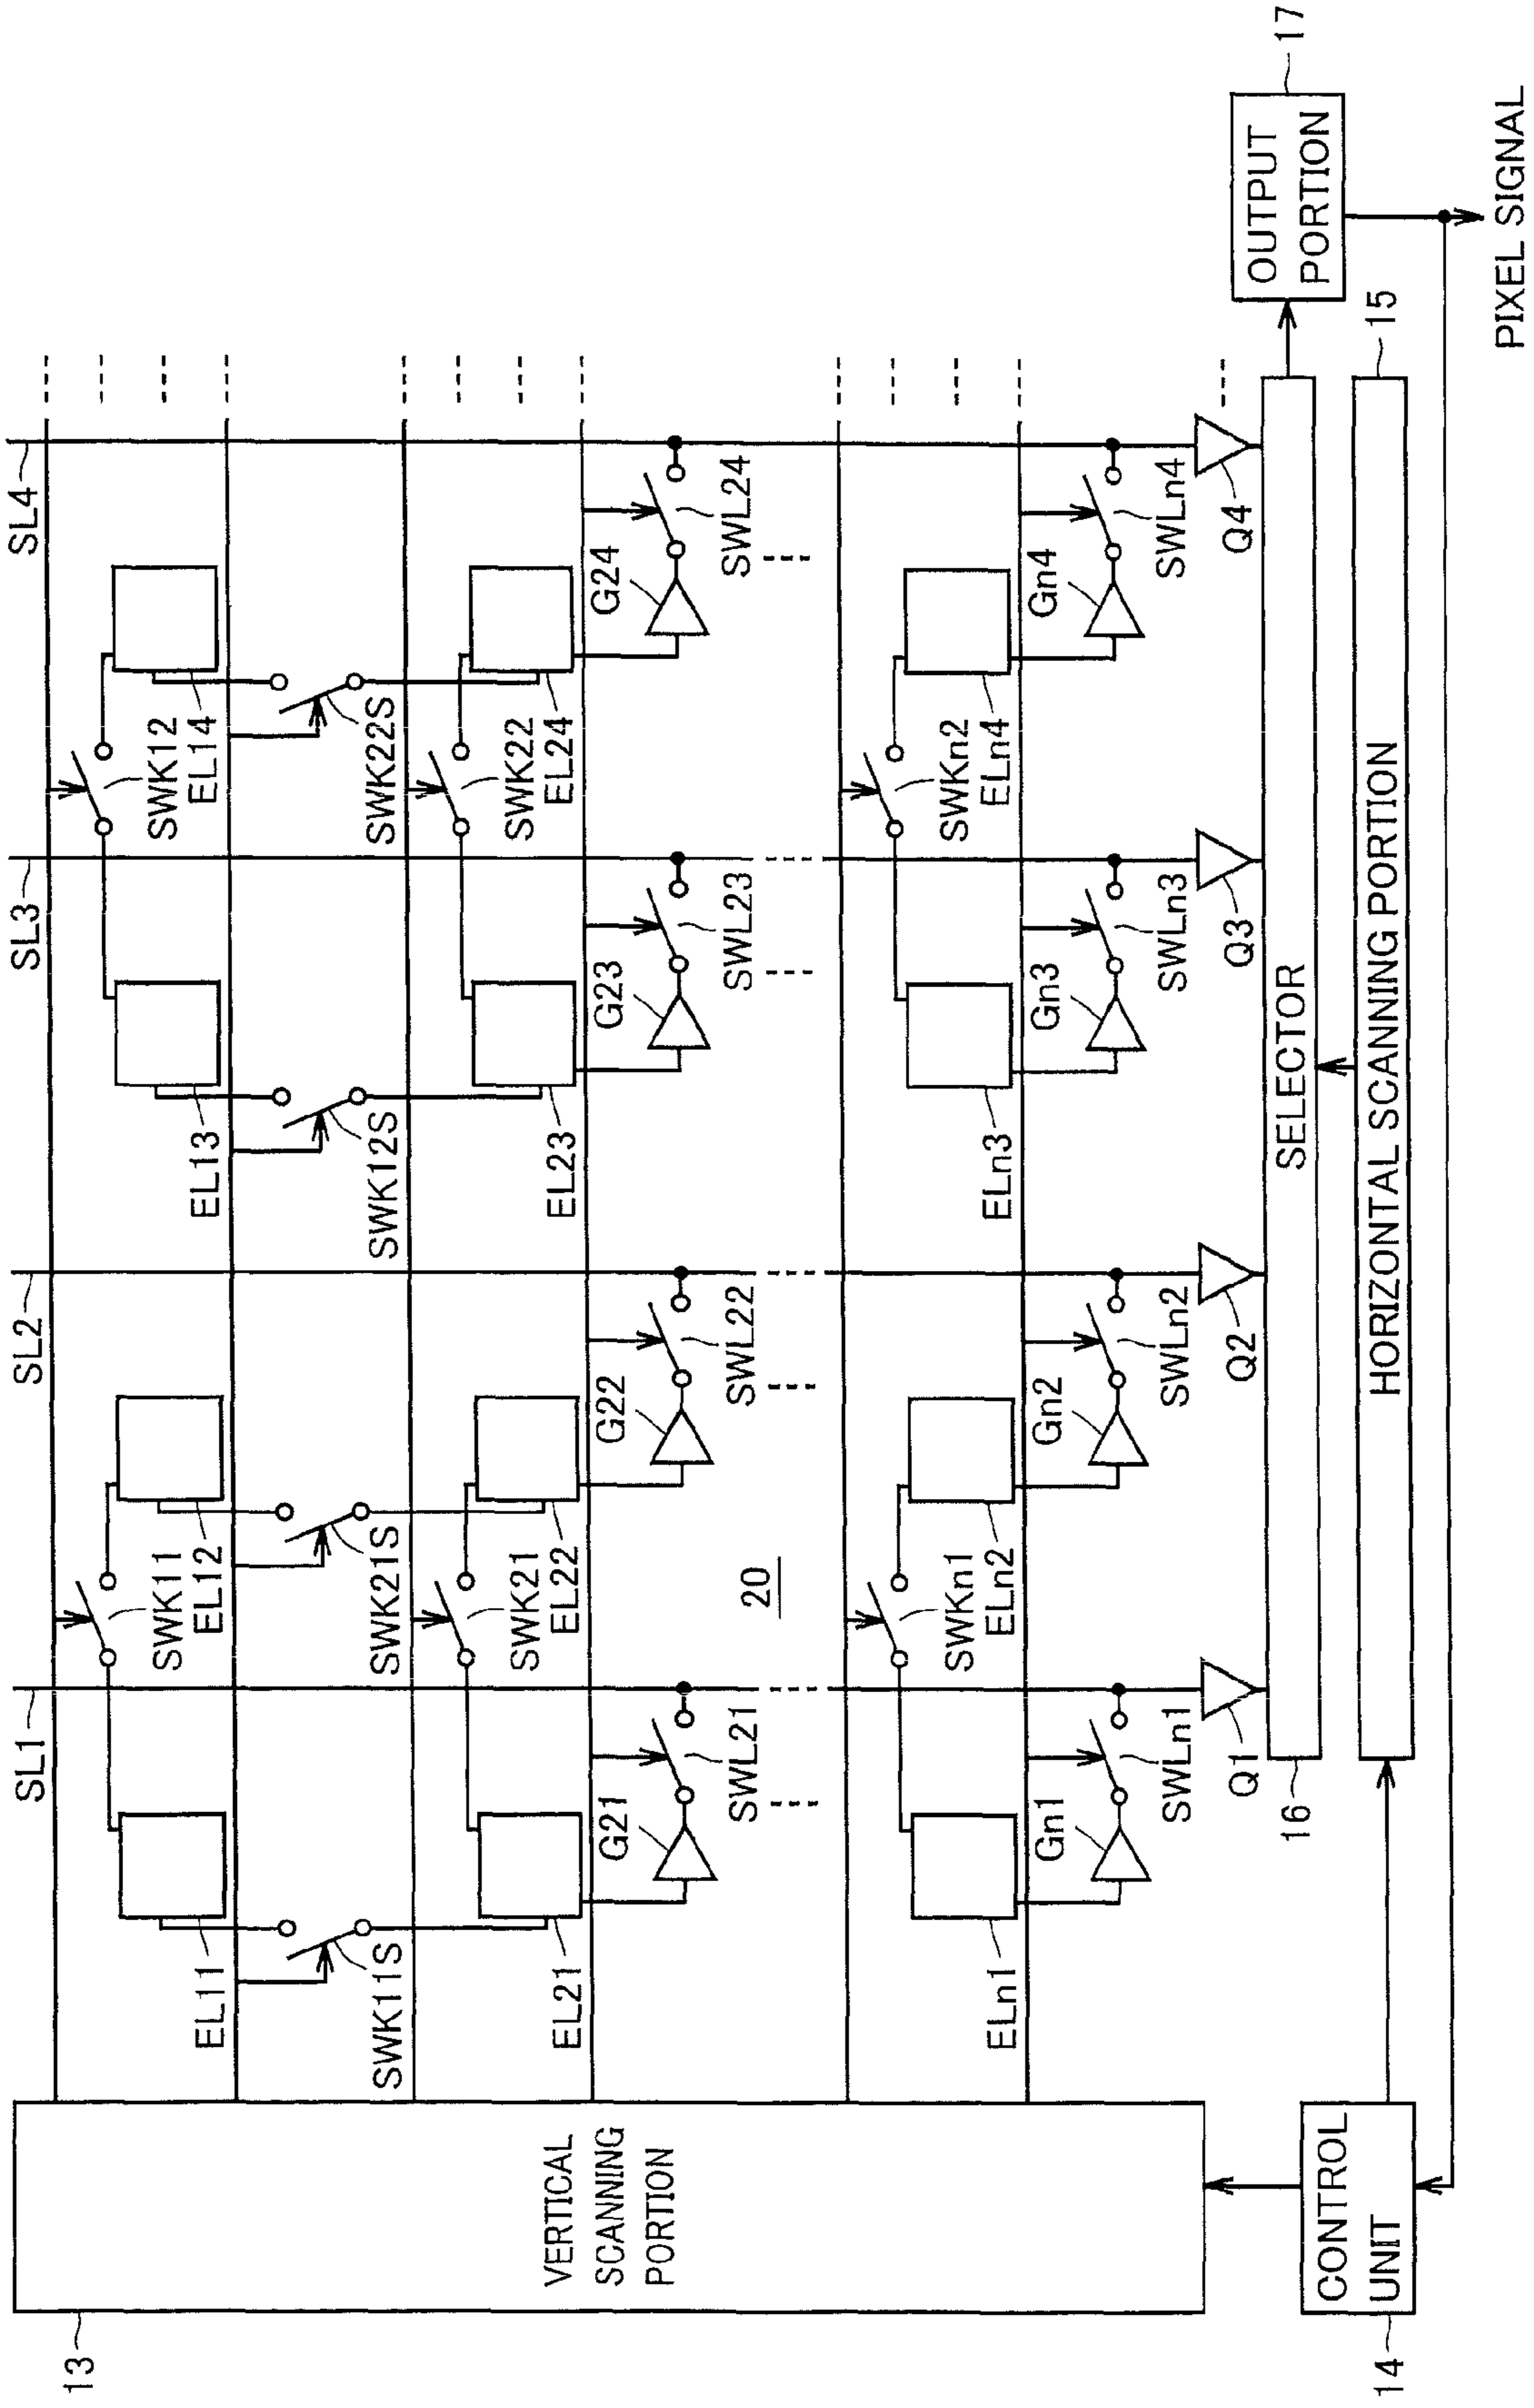 SL1
SL2
SL3
SL4
SWK11
SWK12
EL11
EL12
EL13
EL14
SWK11S
SWK21S
SWK12S
SWK22S
SWK21
SWK22
EL21
EL22
EL23
EL24
G21
G22
G23
G24
SWL21
SWL22
SWL23
SWL24
20
SWKn1
SWKn2
ELn1
ELn2
ELn3
ELn4
Gn1
Gn2
Gn3
Gn4
SWLn1
SWLn2
SWLn3
SWLn4
Q1
Q2
Q3
Q4
13
VERTICAL
SCANNING
PORTION
16
SELECTOR
OUTPUT
PORTION
17
HORIZONTAL SCANNING PORTION
15
14
CONTROL
UNIT
PIXEL SIGNAL